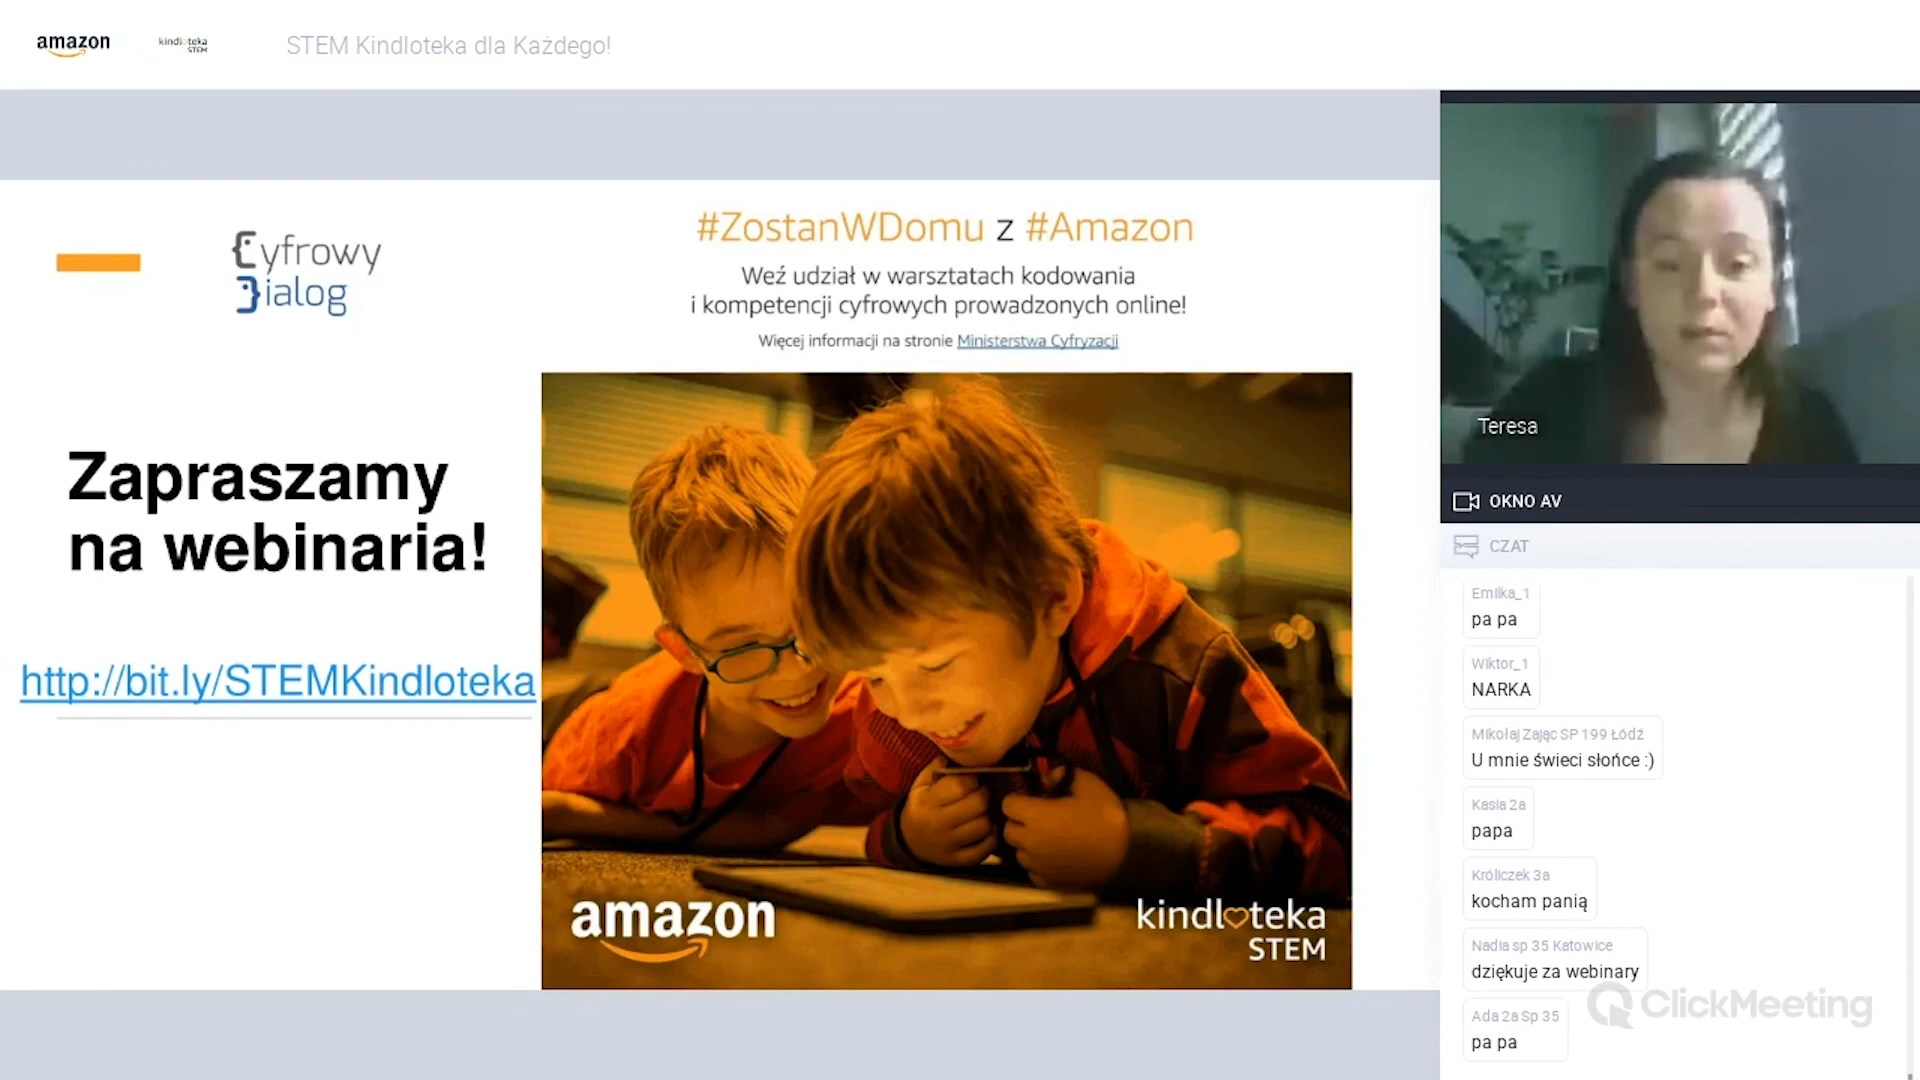 amazon
kindloteka
STEM
STEM Kindloteka dla Każdego!
Cyfrowy
Dialog
#ZostanWDomu z #Amazon
Weź udział w warsztatach kodowania
i kompetencji cyfrowych prowadzonych online!
Więcej informacji na stronie Ministerstwa Cyfryzacji
Zapraszamy
na webinaria!
http://bit.ly/STEMKindloteka
amazon
kindloteka
STEM
Teresa
OKNO AV
CZAT
Emilka_1
pa pa
Wiktor_1
NARKA
Mikołaj Zając SP 199 Łódź
U mnie świeci słońce :)
Kasia 2a
papa
Króliczek 3a
kocham panią
Nadia sp 35 Katowice
dziękuje za webinary
Ada 2a Sp 35
pa pa
ClickMeeting